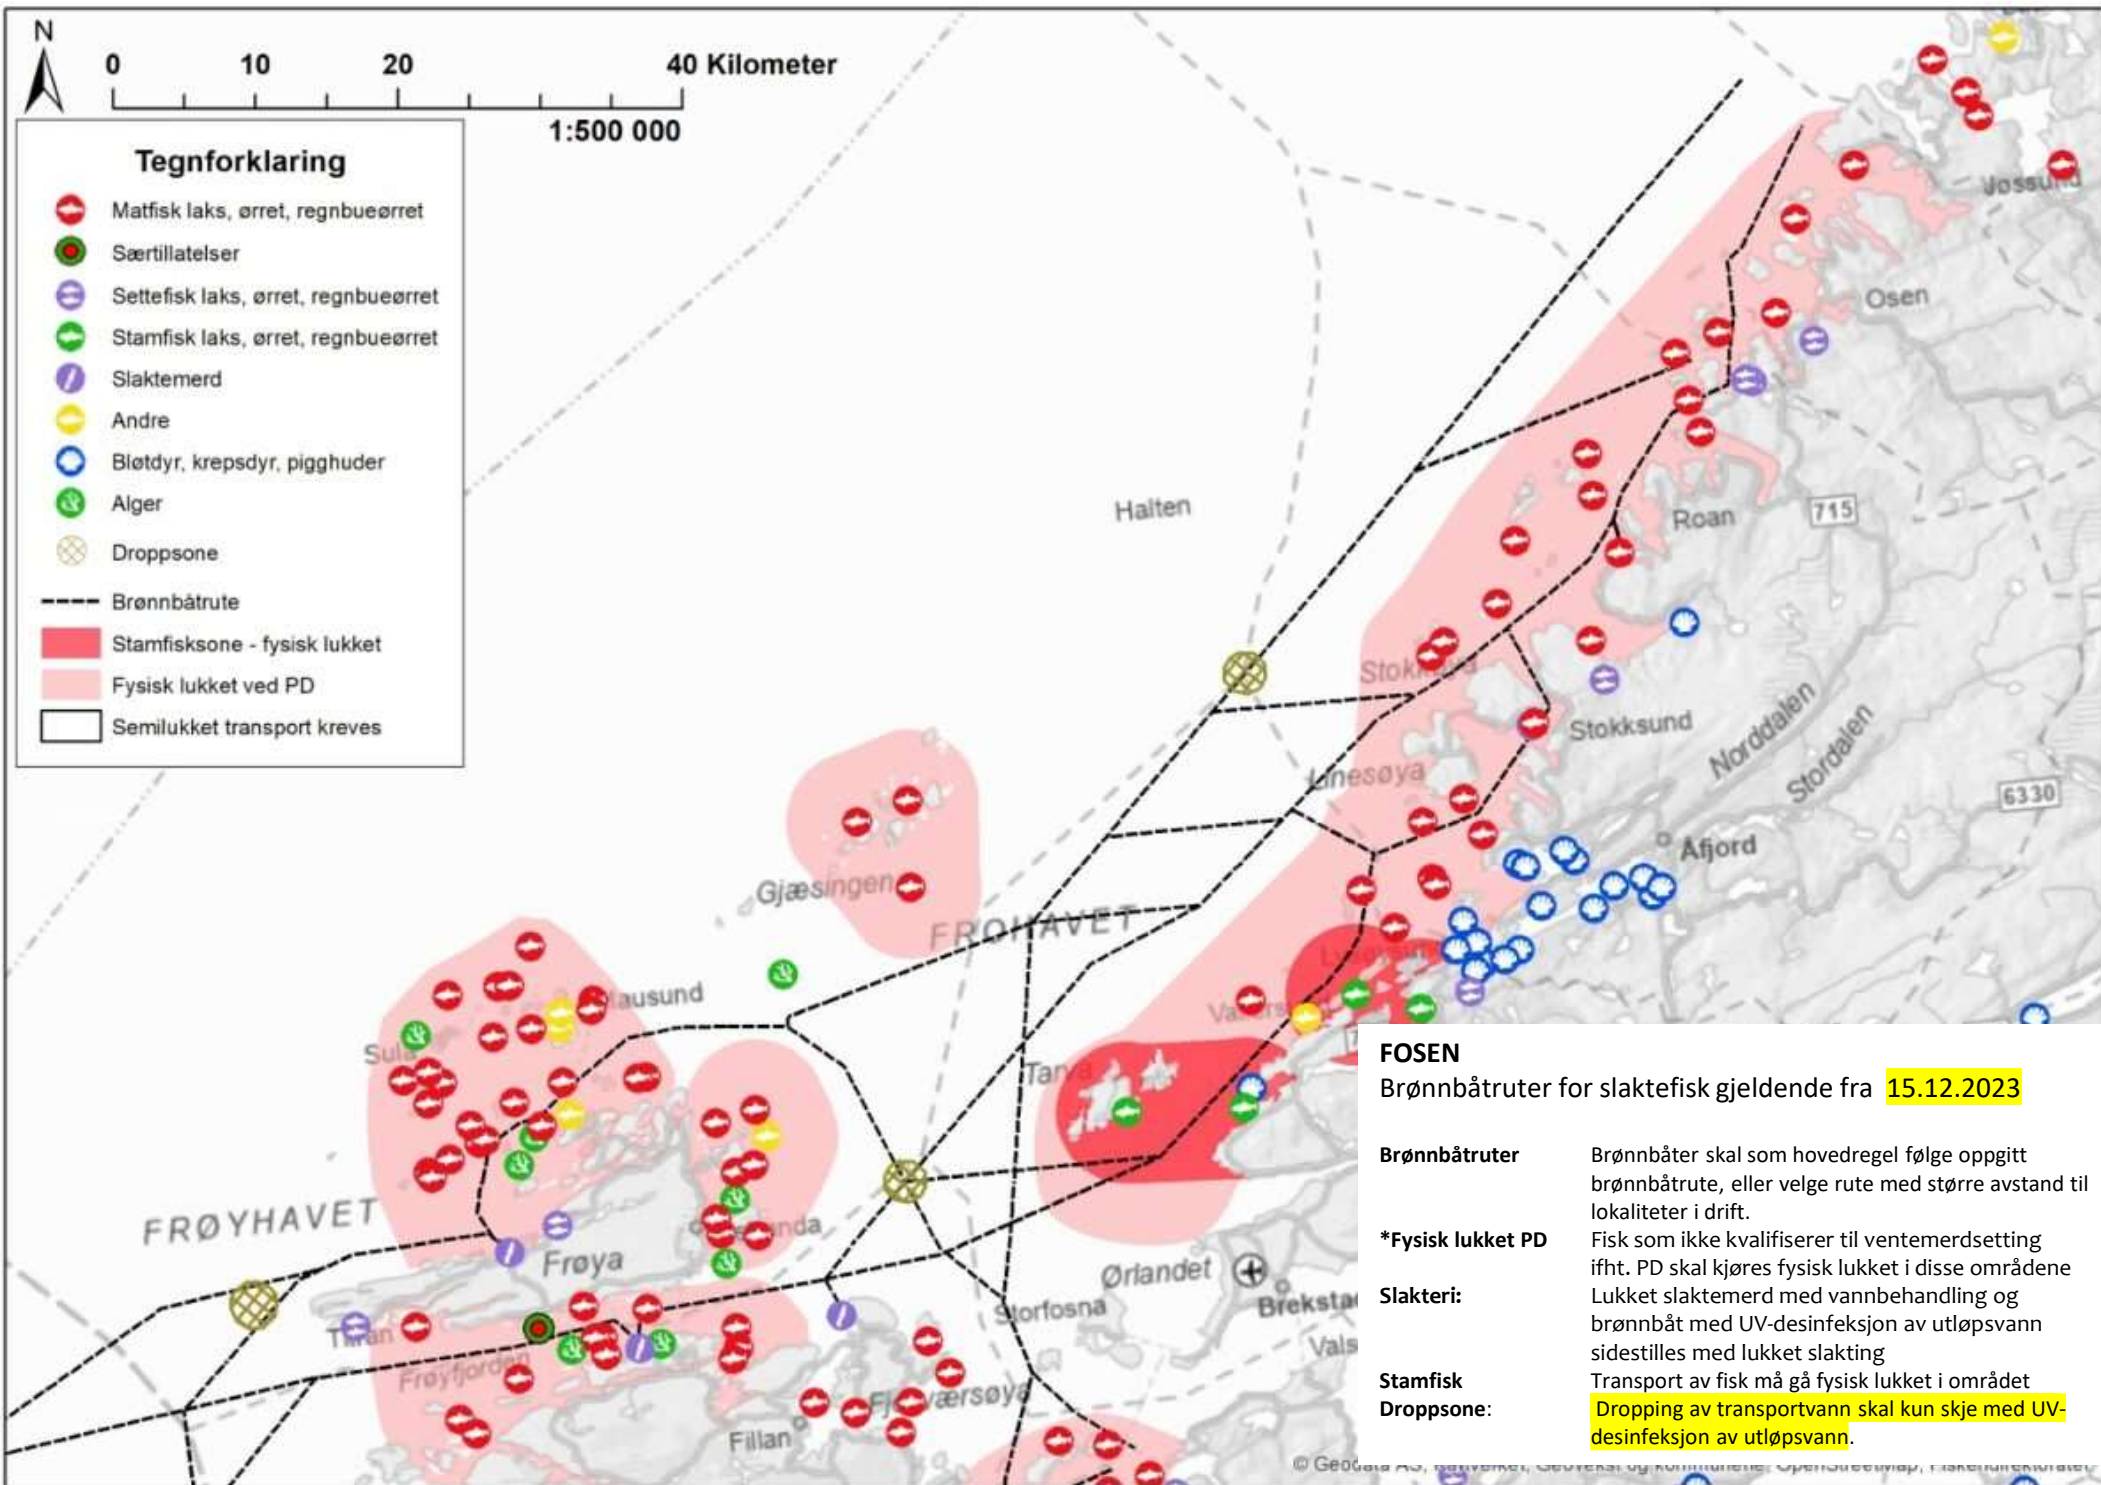 N
0 10 20 40 Kilometer
1:500 000
Tegnforklaring
Matfisk laks, ørret, regnbueørret
Særtillatelser
Settefisk laks, ørret, regnbueørret
Stamfisk laks, ørret, regnbueørret
Slaktemerd
Andre
Bløtdyr, krepsdyr, pigghuder
Alger
Droppsone
Brønnbåtrute
Stamfisksone - fysisk lukket
Fysisk lukket ved PD
Semilukket transport kreves
Jøssund
Osen
Halten
Roan
715
Stokksund
Norddalen
Stordalen
Linesøya
6330
Åfjord
Gjæsingen
FROHAVET
Mausund
Sula
Tarva
FRØYHAVET
Frøya
Ørlandet
Storfosna
Frøyfjorden
Fillan
FOSEN
Brønnbåtruter for slaktefisk gjeldende fra 15.12.2023
Brønnbåtruter Brønnbåter skal som hovedregel følge oppgitt
brønnbåtrute, eller velge rute med større avstand til
lokaliteter i drift.
*Fysisk lukket PD Fisk som ikke kvalifiserer til ventemerdsetting
ifht. PD skal kjøres fysisk lukket i disse områdene
Slakteri: Lukket slaktemerd med vannbehandling og
brønnbåt med UV-desinfeksjon av utløpsvann
sidestilles med lukket slakting
Stamfisk Transport av fisk må gå fysisk lukket i området
Droppsone: Dropping av transportvann skal kun skje med UV-
desinfeksjon av utløpsvann.